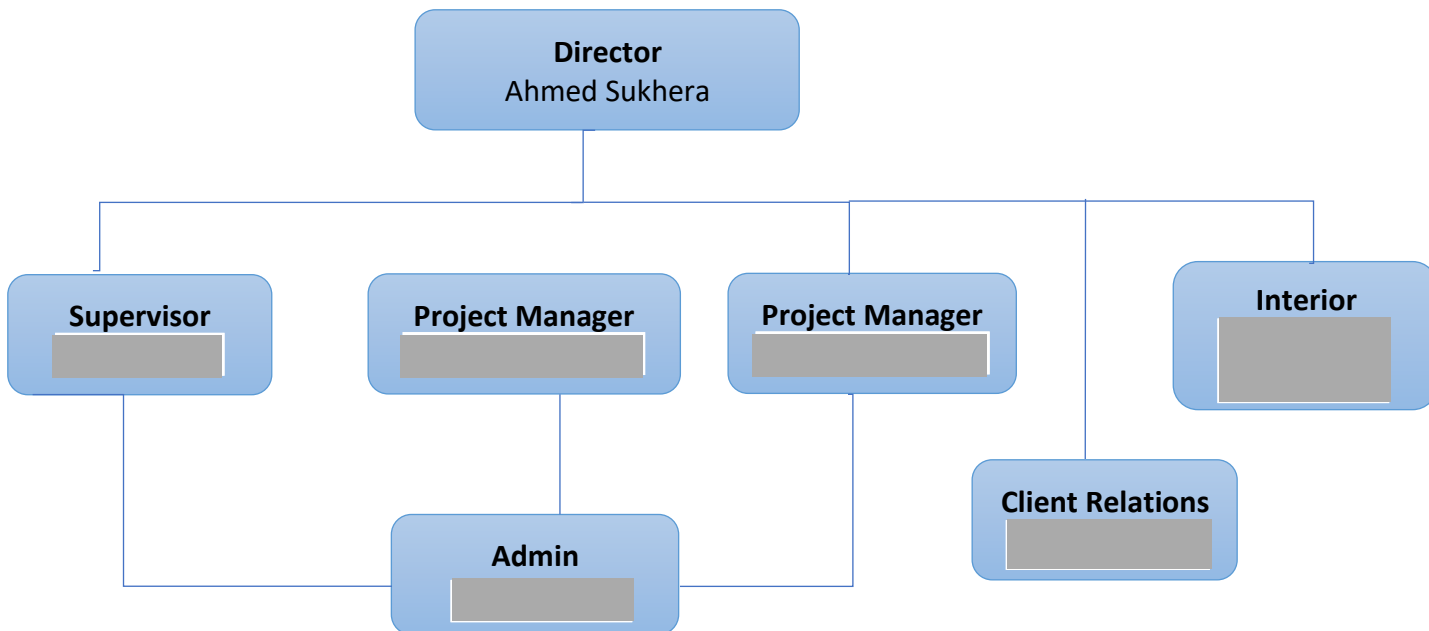 Director
Ahmed Sukhera
Supervisor
Project Manager
Project Manager
Interior
Client Relations
Admin